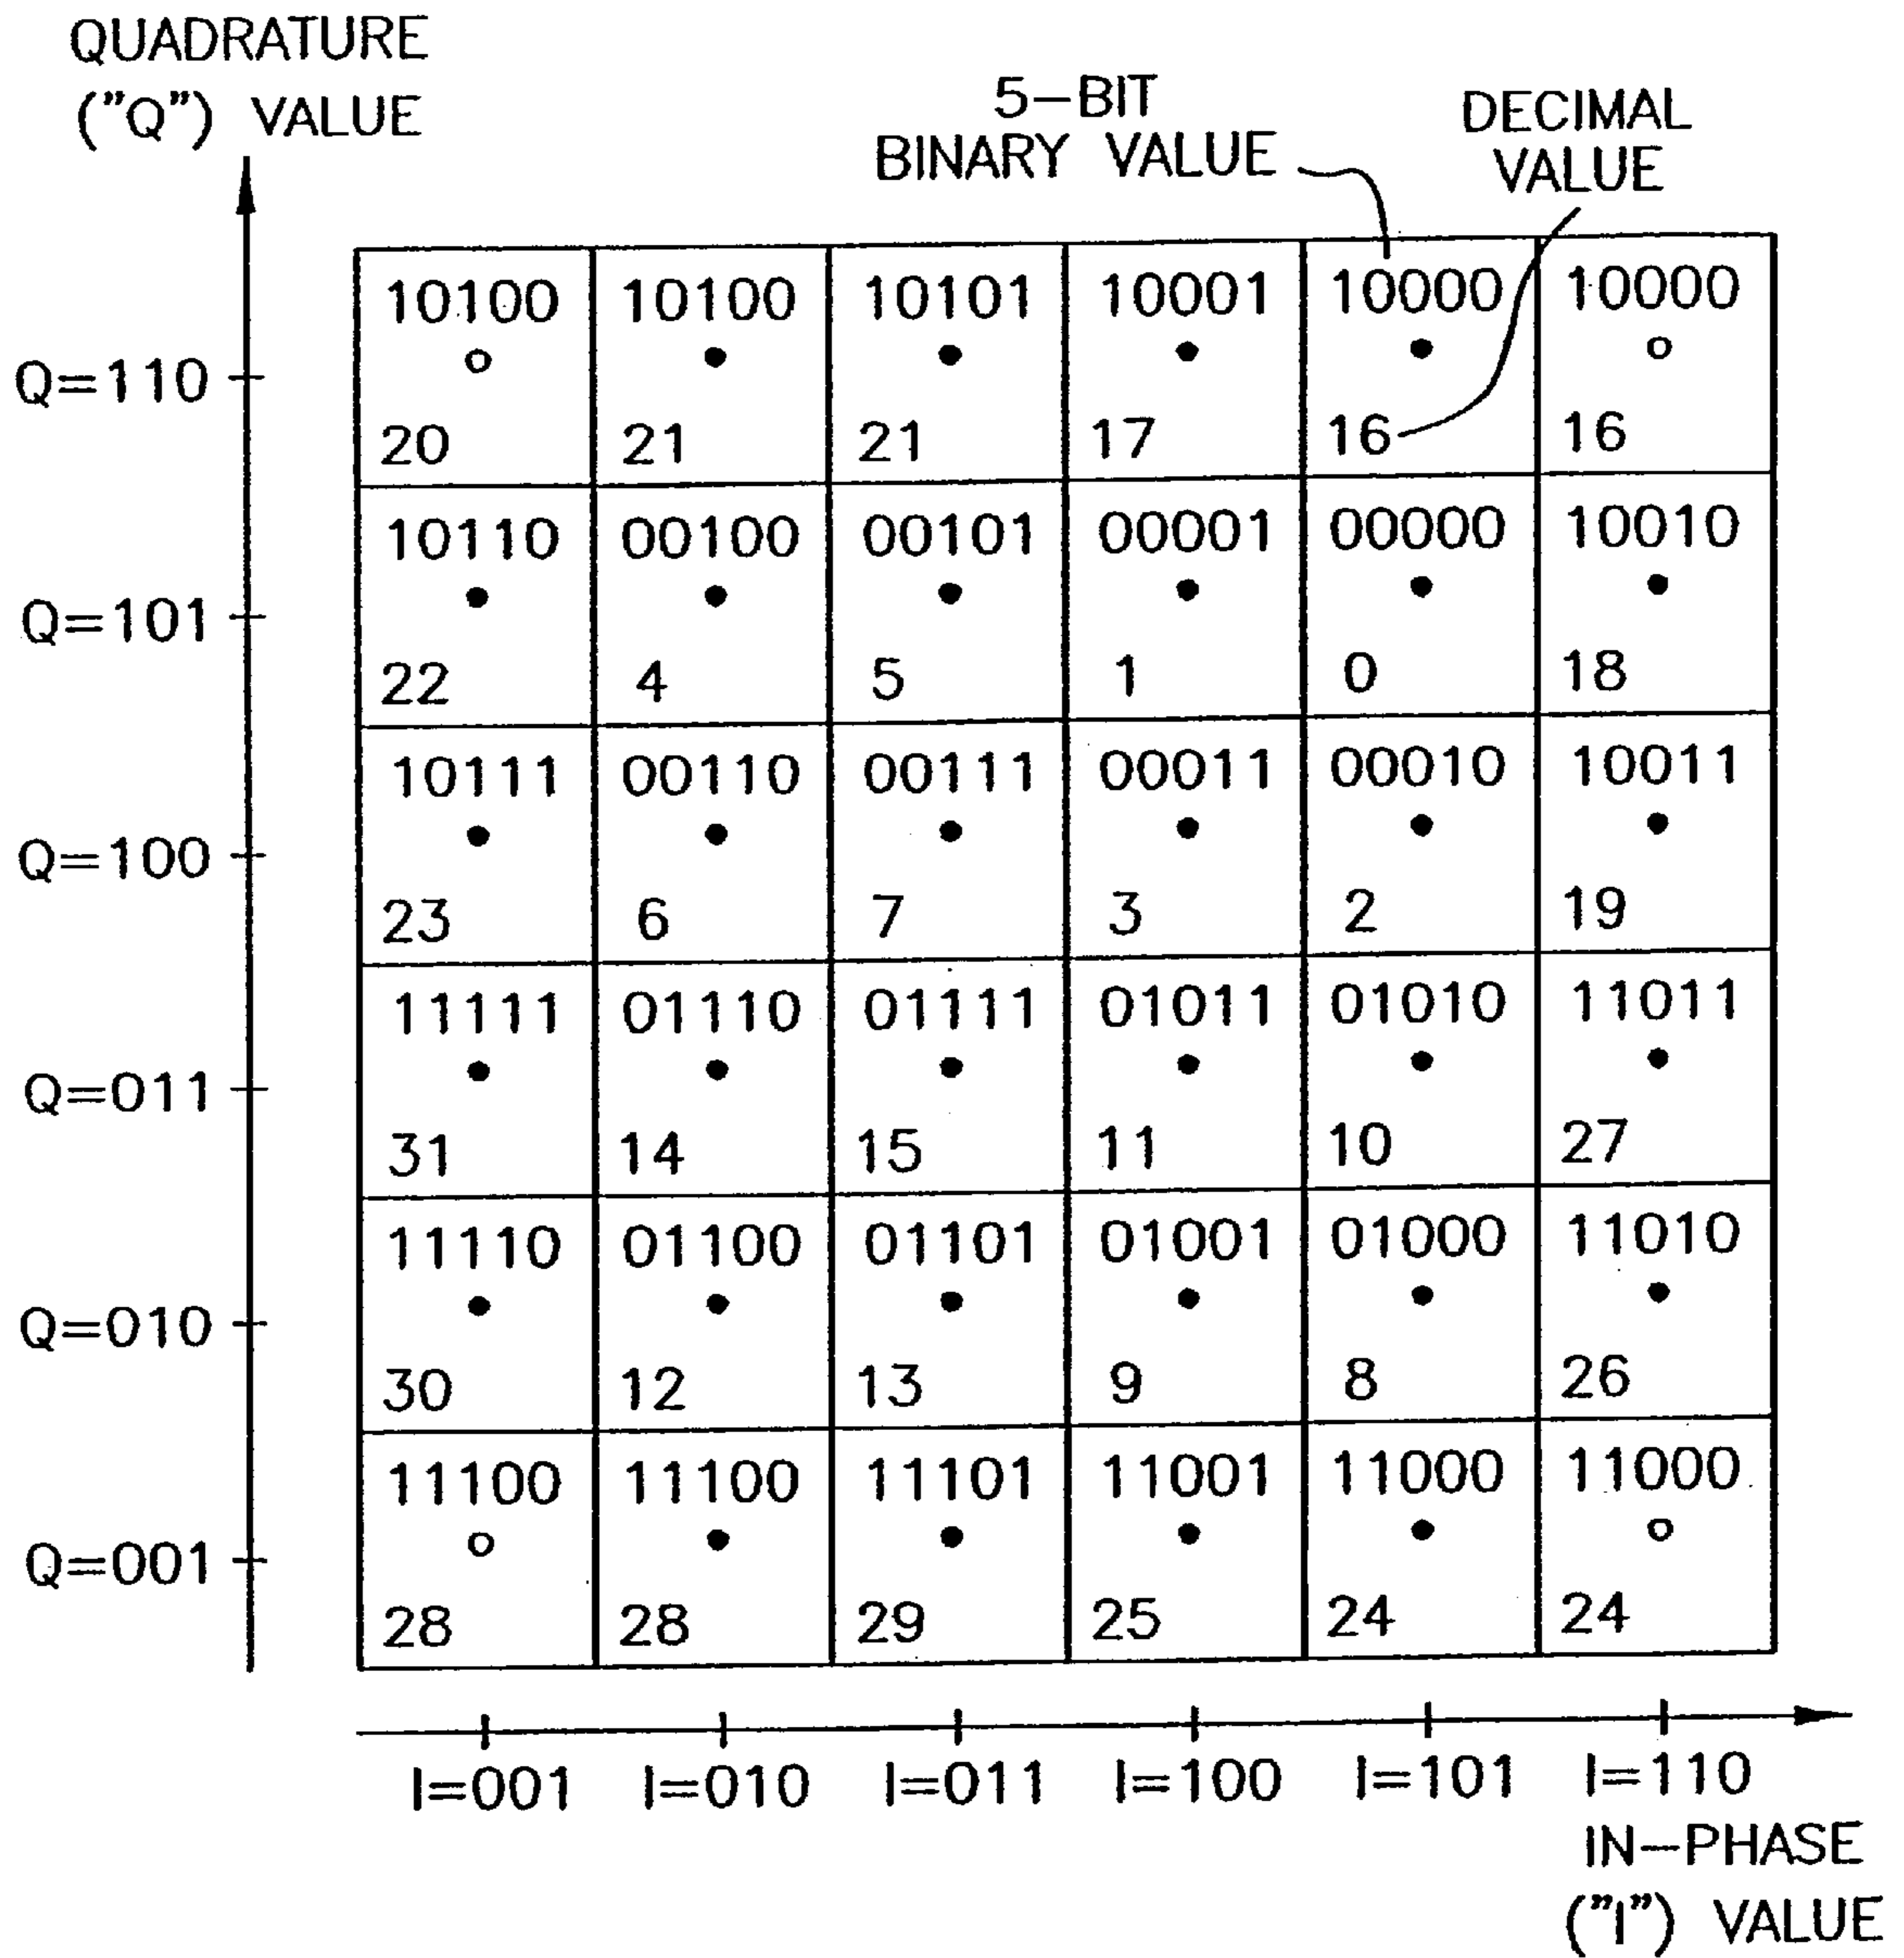 QUADRATURE
("Q") VALUE
5-BIT
BINARY VALUE
DECIMAL
VALUE
Q=110
10100 10100 10101 10001 10000 10000
20 21 21 17 16 16
Q=101
10110 00100 00101 00001 00000 10010
22 4 5 1 0 18
Q=100
10111 00110 00111 00011 00010 10011
23 6 7 3 2 19
Q=011
11111 01110 01111 01011 01010 11011
31 14 15 11 10 27
Q=010
11110 01100 01101 01001 01000 11010
30 12 13 9 8 26
Q=001
11100 11100 11101 11001 11000 11000
28 28 29 25 24 24
I=001 I=010 I=011 I=100 I=101 I=110
IN-PHASE
("I") VALUE